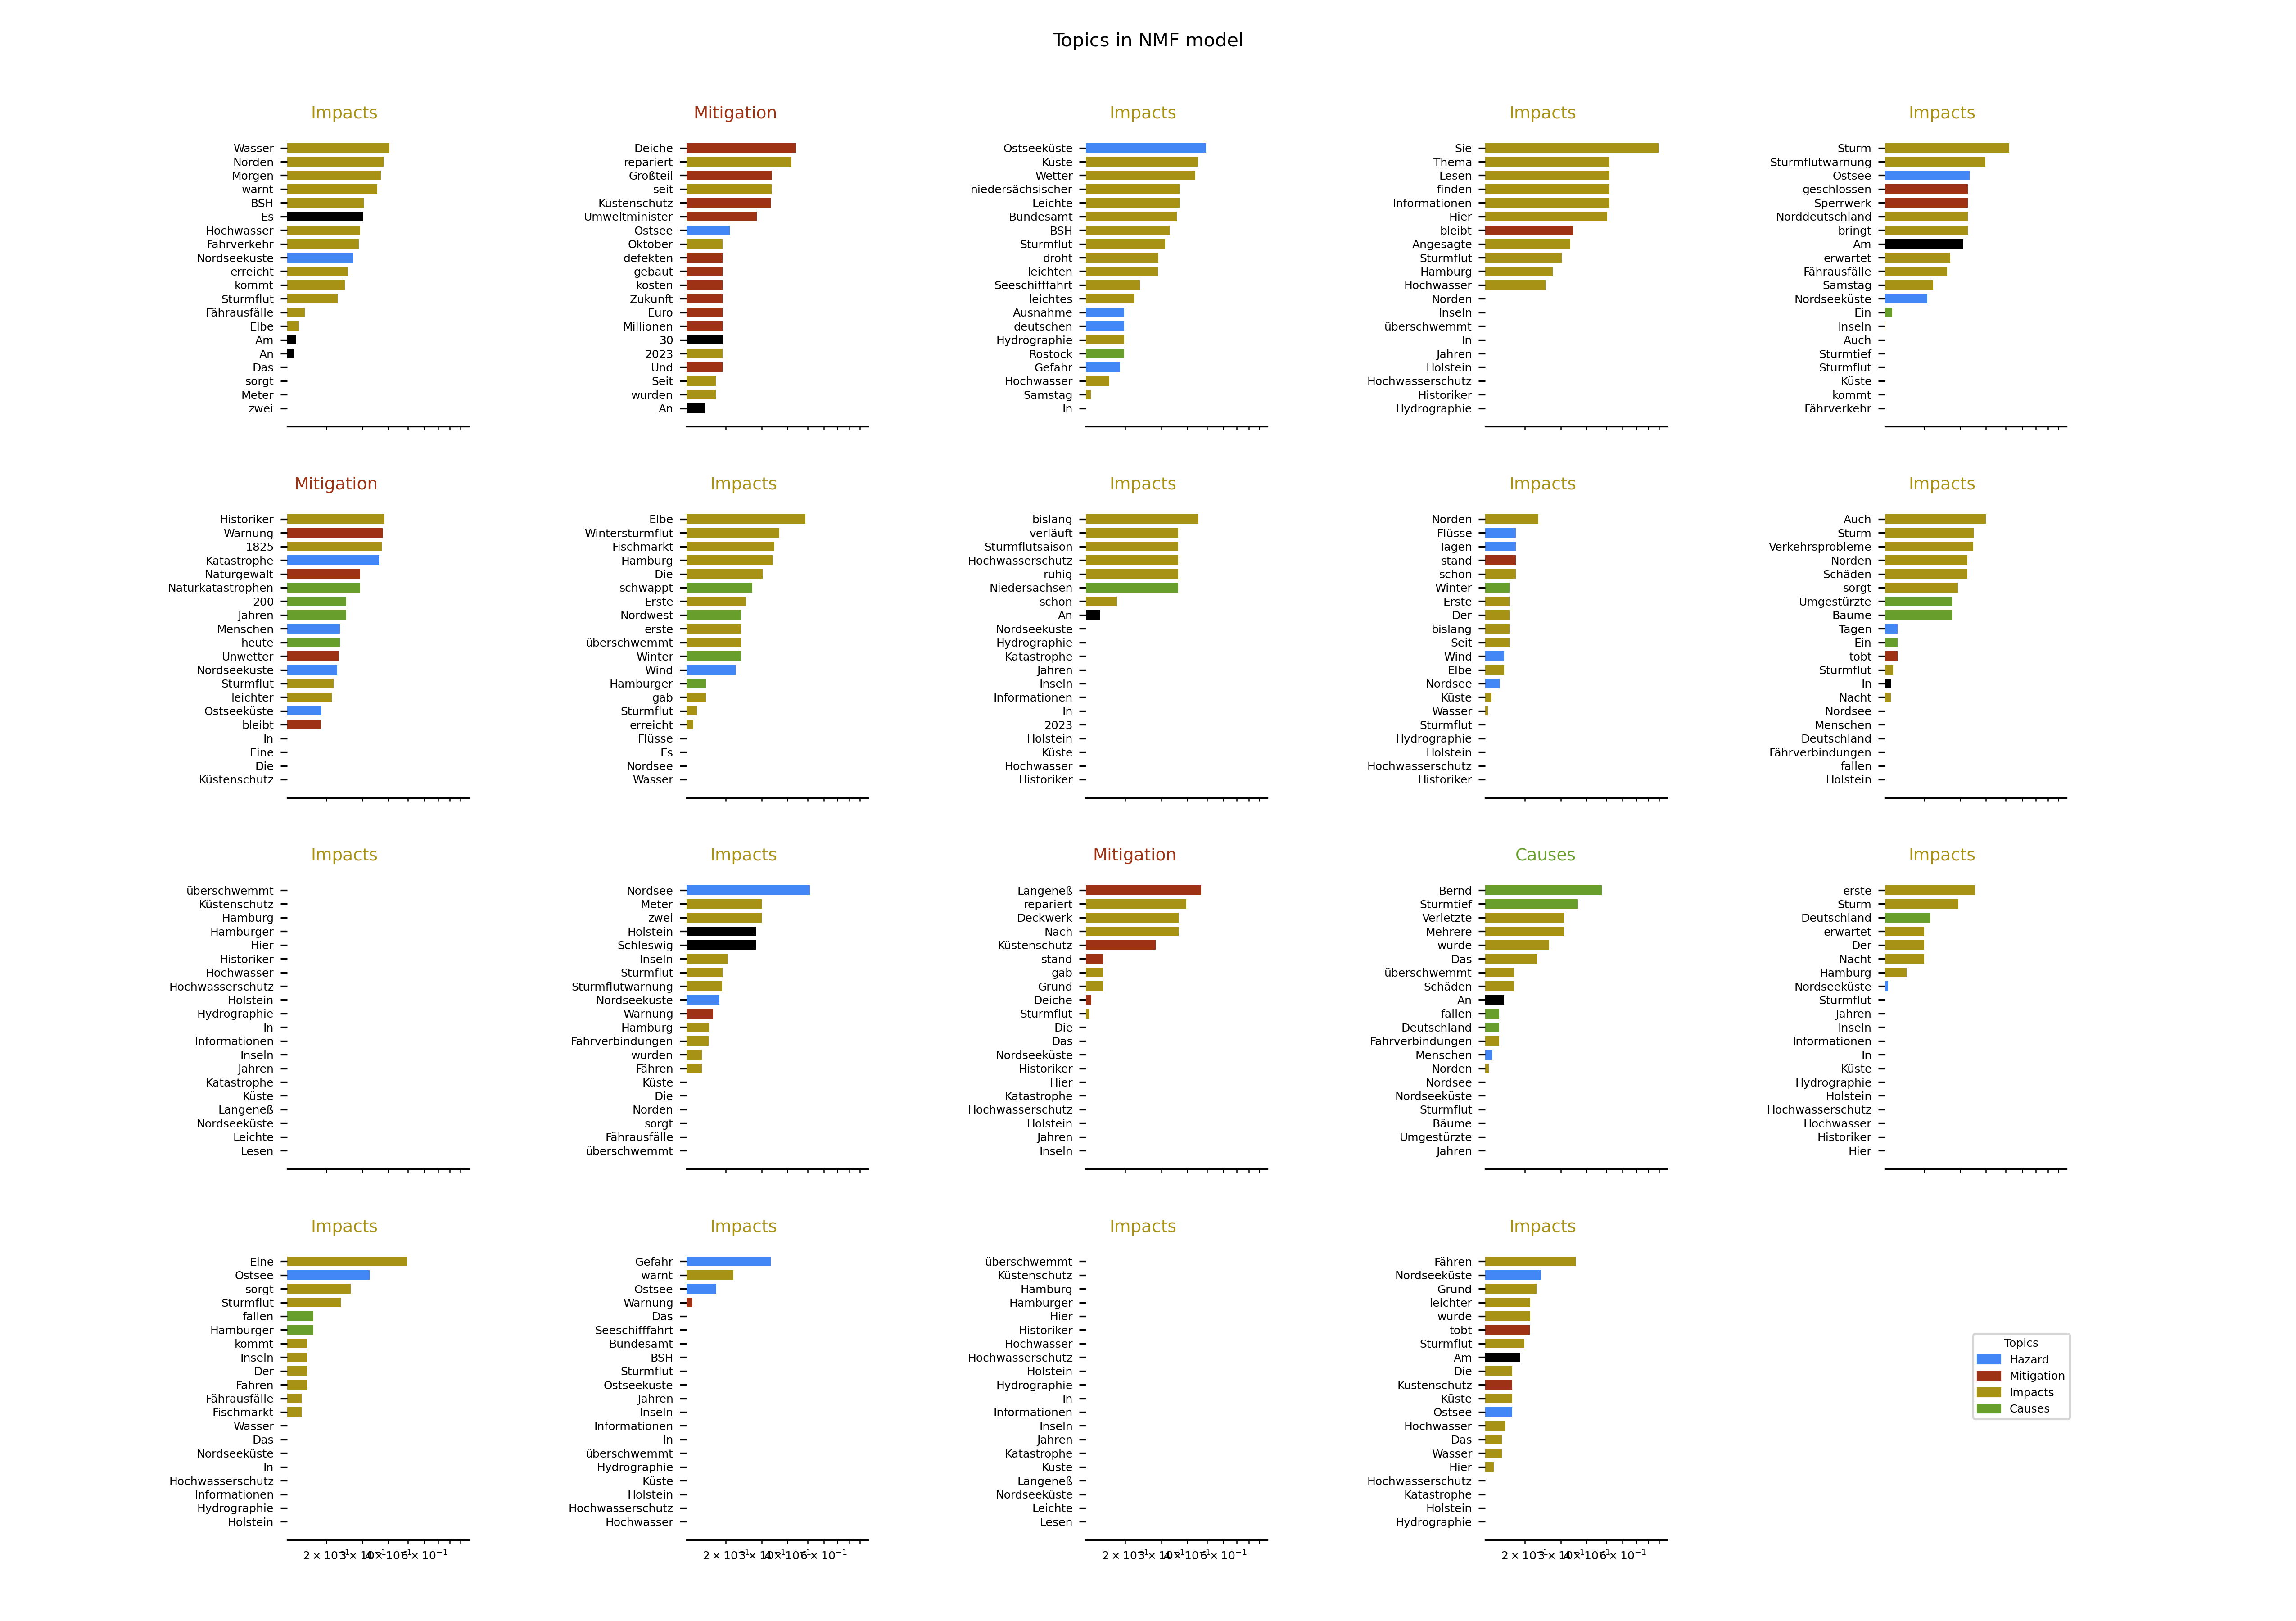 Topics in NMF model
Impacts
Wasser
Norden
Morgen
warnt
BSH
Es
Hochwasser
Fährverkehr
Nordseeküste
erreicht
kommt
Sturmflut
Fährausfälle
Elbe
Am
An
Das
sorgt
Meter
zwei
Mitigation
Deiche
repariert
Großteil
seit
Küstenschutz
Umweltminister
Ostsee
Oktober
defekten
gebaut
kosten
Zukunft
Euro
Millionen
30
2023
Und
Seit
wurden
An
Impacts
Ostseeküste
Küste
Wetter
niedersächsischer
Leichte
Bundesamt
BSH
Sturmflut
droht
leichten
Seeschifffahrt
leichtes
Ausnahme
deutschen
Hydrographie
Rostock
Gefahr
Hochwasser
Samstag
In
Impacts
Sie
Thema
Lesen
finden
Informationen
Hier
bleibt
Angesagte
Sturmflut
Hamburg
Hochwasser
Norden
Inseln
überschwemmt
In
Jahren
Holstein
Hochwasserschutz
Historiker
Hydrographie
Impacts
Sturm
Sturmflutwarnung
Ostsee
geschlossen
Sperrwerk
Norddeutschland
bringt
Am
erwartet
Fährausfälle
Samstag
Nordseeküste
Ein
Inseln
Auch
Sturmtief
Sturmflut
Küste
kommt
Fährverkehr
Mitigation
Historiker
Warnung
1825
Katastrophe
Naturgewalt
Naturkatastrophen
200
Jahren
Menschen
heute
Unwetter
Nordseeküste
Sturmflut
leichter
Ostseeküste
bleibt
In
Eine
Die
Küstenschutz
Impacts
Elbe
Wintersturmflut
Fischmarkt
Hamburg
Die
schwappt
Erste
Nordwest
erste
überschwemmt
Winter
Wind
Hamburger
gab
Sturmflut
erreicht
Flüsse
Es
Nordsee
Wasser
Impacts
bislang
verläuft
Sturmflutsaison
Hochwasserschutz
ruhig
Niedersachsen
schon
An
Nordseeküste
Hydrographie
Katastrophe
Jahren
Inseln
Informationen
In
2023
Holstein
Küste
Hochwasser
Historiker
Impacts
Norden
Flüsse
Tagen
stand
schon
Winter
Erste
Der
bislang
Seit
Wind
Elbe
Nordsee
Küste
Wasser
Sturmflut
Hydrographie
Holstein
Hochwasserschutz
Historiker
Impacts
Auch
Sturm
Verkehrsprobleme
Norden
Schäden
sorgt
Umgestürzte
Bäume
Tagen
Ein
tobt
Sturmflut
In
Nacht
Nordsee
Menschen
Deutschland
Fährverbindungen
fallen
Holstein
Impacts
überschwemmt
Küstenschutz
Hamburg
Hamburger
Hier
Historiker
Hochwasser
Hochwasserschutz
Holstein
Hydrographie
In
Informationen
Inseln
Jahren
Katastrophe
Küste
Langeneß
Nordseeküste
Leichte
Lesen
Impacts
Nordsee
Meter
zwei
Holstein
Schleswig
Inseln
Sturmflut
Sturmflutwarnung
Nordseeküste
Warnung
Hamburg
Fährverbindungen
wurden
Fähren
Küste
Die
Norden
sorgt
Fährausfälle
überschwemmt
Mitigation
Langeneß
repariert
Deckwerk
Nach
Küstenschutz
stand
gab
Grund
Deiche
Sturmflut
Die
Das
Nordseeküste
Historiker
Hier
Katastrophe
Hochwasserschutz
Holstein
Jahren
Inseln
Causes
Bernd
Sturmtief
Verletzte
Mehrere
wurde
Das
überschwemmt
Schäden
An
fallen
Deutschland
Fährverbindungen
Menschen
Norden
Nordsee
Nordseeküste
Sturmflut
Bäume
Umgestürzte
Jahren
Impacts
erste
Sturm
Deutschland
erwartet
Der
Nacht
Hamburg
Nordseeküste
Sturmflut
Jahren
Inseln
Informationen
In
Küste
Hydrographie
Holstein
Hochwasserschutz
Hochwasser
Historiker
Hier
Impacts
Eine
Ostsee
sorgt
Sturmflut
fallen
Hamburger
kommt
Inseln
Der
Fähren
Fährausfälle
Fischmarkt
Wasser
Das
Nordseeküste
In
Hochwasserschutz
Informationen
Hydrographie
Holstein
Impacts
Gefahr
warnt
Ostsee
Warnung
Das
Seeschifffahrt
Bundesamt
BSH
Sturmflut
Ostseeküste
Jahren
Inseln
Informationen
In
überschwemmt
Hydrographie
Küste
Holstein
Hochwasserschutz
Hochwasser
Impacts
überschwemmt
Küstenschutz
Hamburg
Hamburger
Hier
Historiker
Hochwasser
Hochwasserschutz
Holstein
Hydrographie
In
Informationen
Inseln
Jahren
Katastrophe
Küste
Langeneß
Nordseeküste
Leichte
Lesen
Impacts
Fähren
Nordseeküste
Grund
leichter
wurde
tobt
Sturmflut
Am
Die
Küstenschutz
Küste
Ostsee
Hochwasser
Das
Wasser
Hier
Hochwasserschutz
Katastrophe
Holstein
Hydrographie
Topics
Hazard
Mitigation
Impacts
Causes